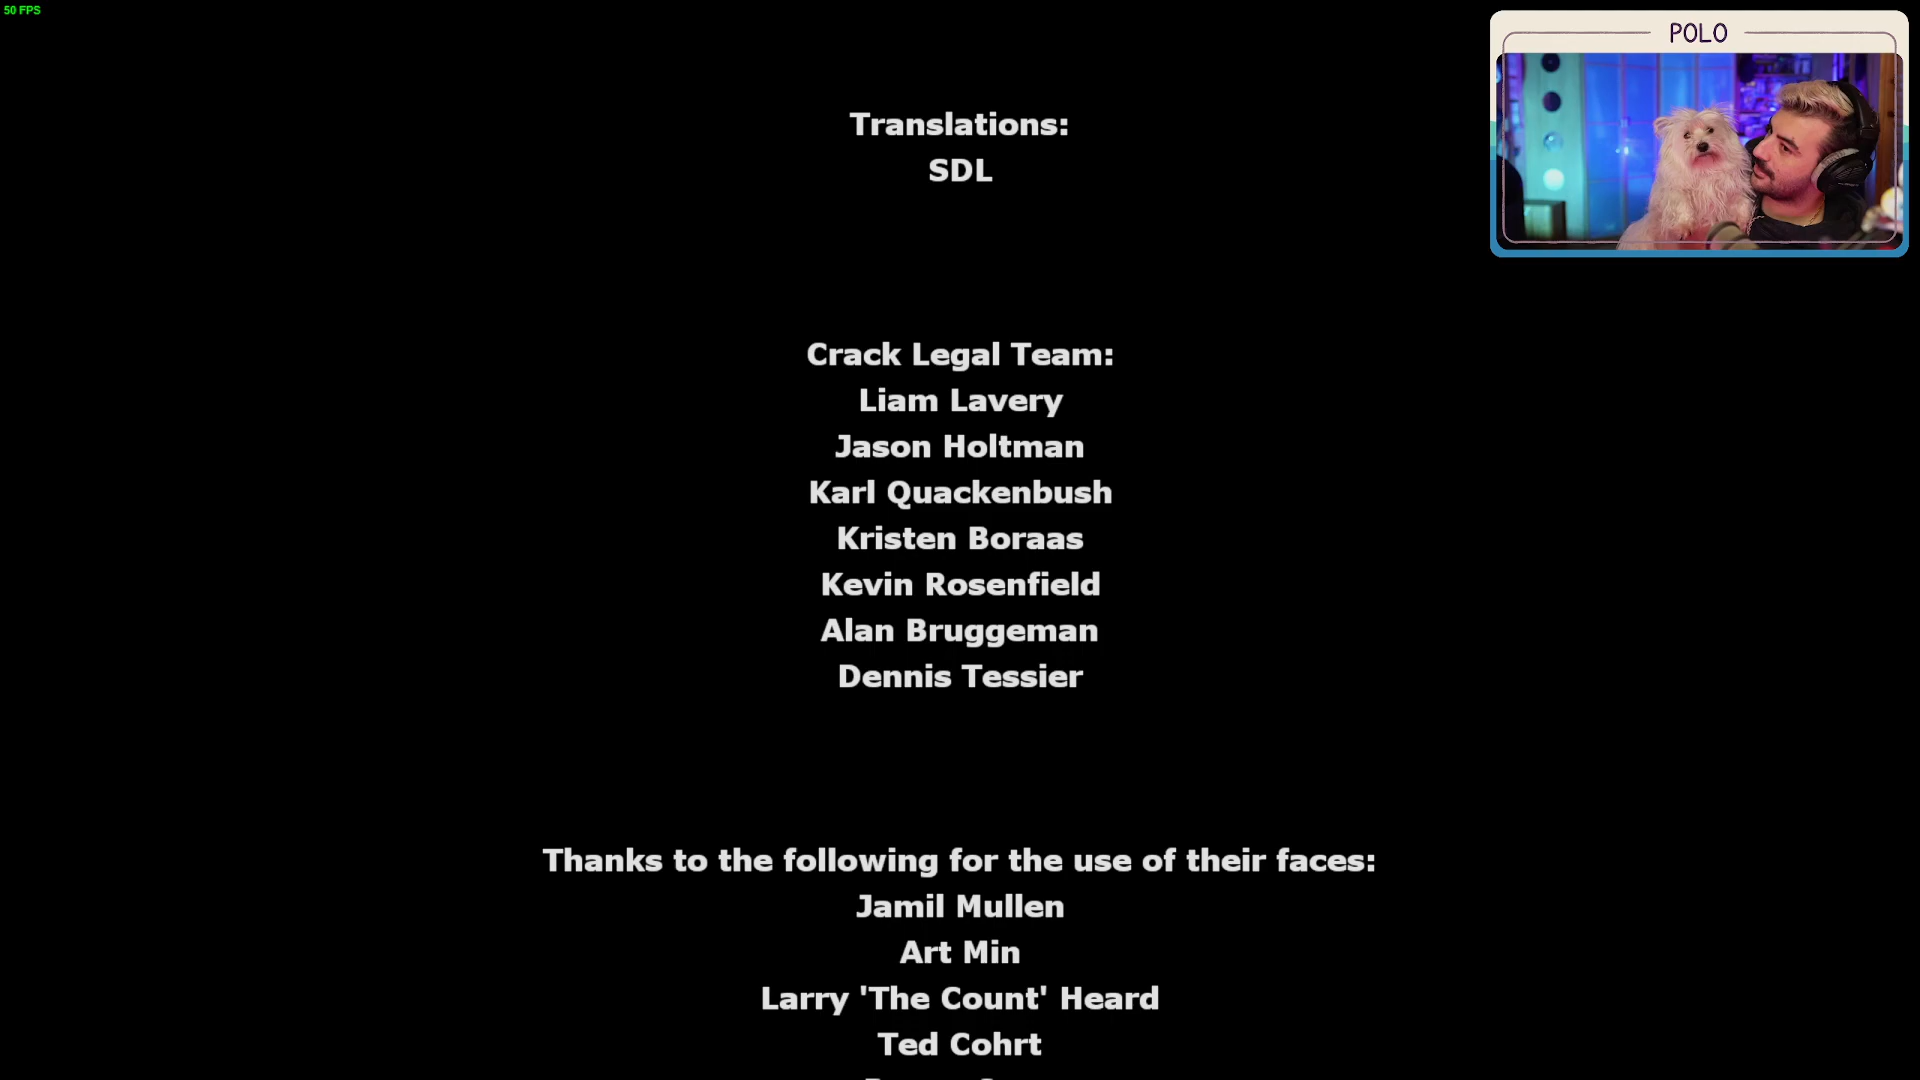 50 FPS
POLO
Translations:
SDL
Crack Legal Team:
Liam Lavery
Jason Holtman
Karl Quackenbush
Kristen Boraas
Kevin Rosenfield
Alan Bruggeman
Dennis Tessier
Thanks to the following for the use of their faces:
Jamil Mullen
Art Min
Larry 'The Count' Heard
Ted Cohrt